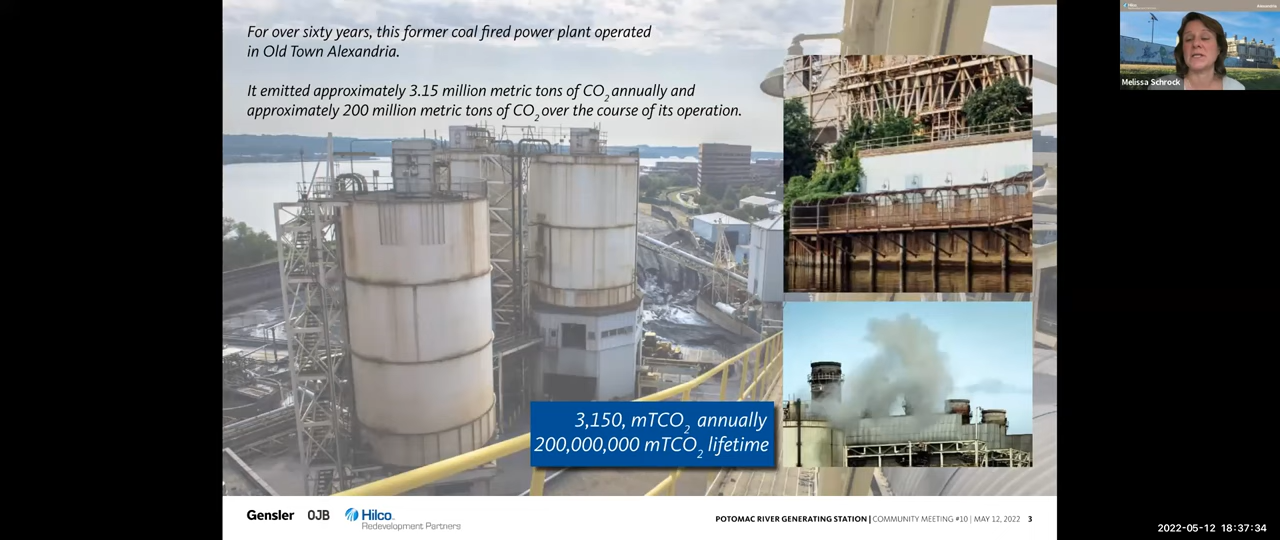 For over sixty years, this former coal fired power plant operated
in Old Town Alexandria.
It emitted approximately 3.15 million metric tons of CO2 annually and
approximately 200 million metric tons of CO2 over the course of its operation.
3,150, mTCO2 annually
200,000,000 mTCO2 lifetime
Gensler OJB Hilco
Redevelopment Partners
POTOMAC RIVER GENERATING STATION | COMMUNITY MEETING #10 | MAY 12, 2022 3
Hilco
Melissa Schrock
2022-05-12 18:37:34